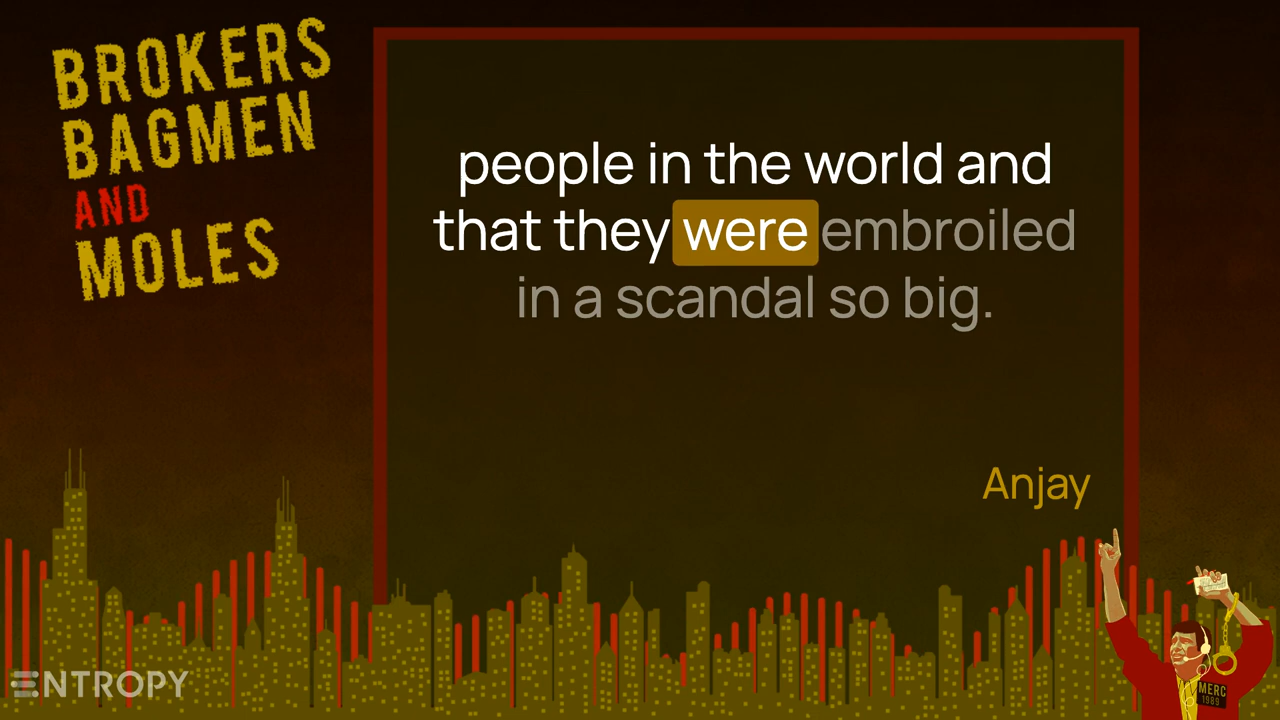 BROKERS
BAGMEN
AND
MOLES
people in the world and
that they were embroiled
in a scandal so big.
Anjay
ENTROPY
MERC
1989